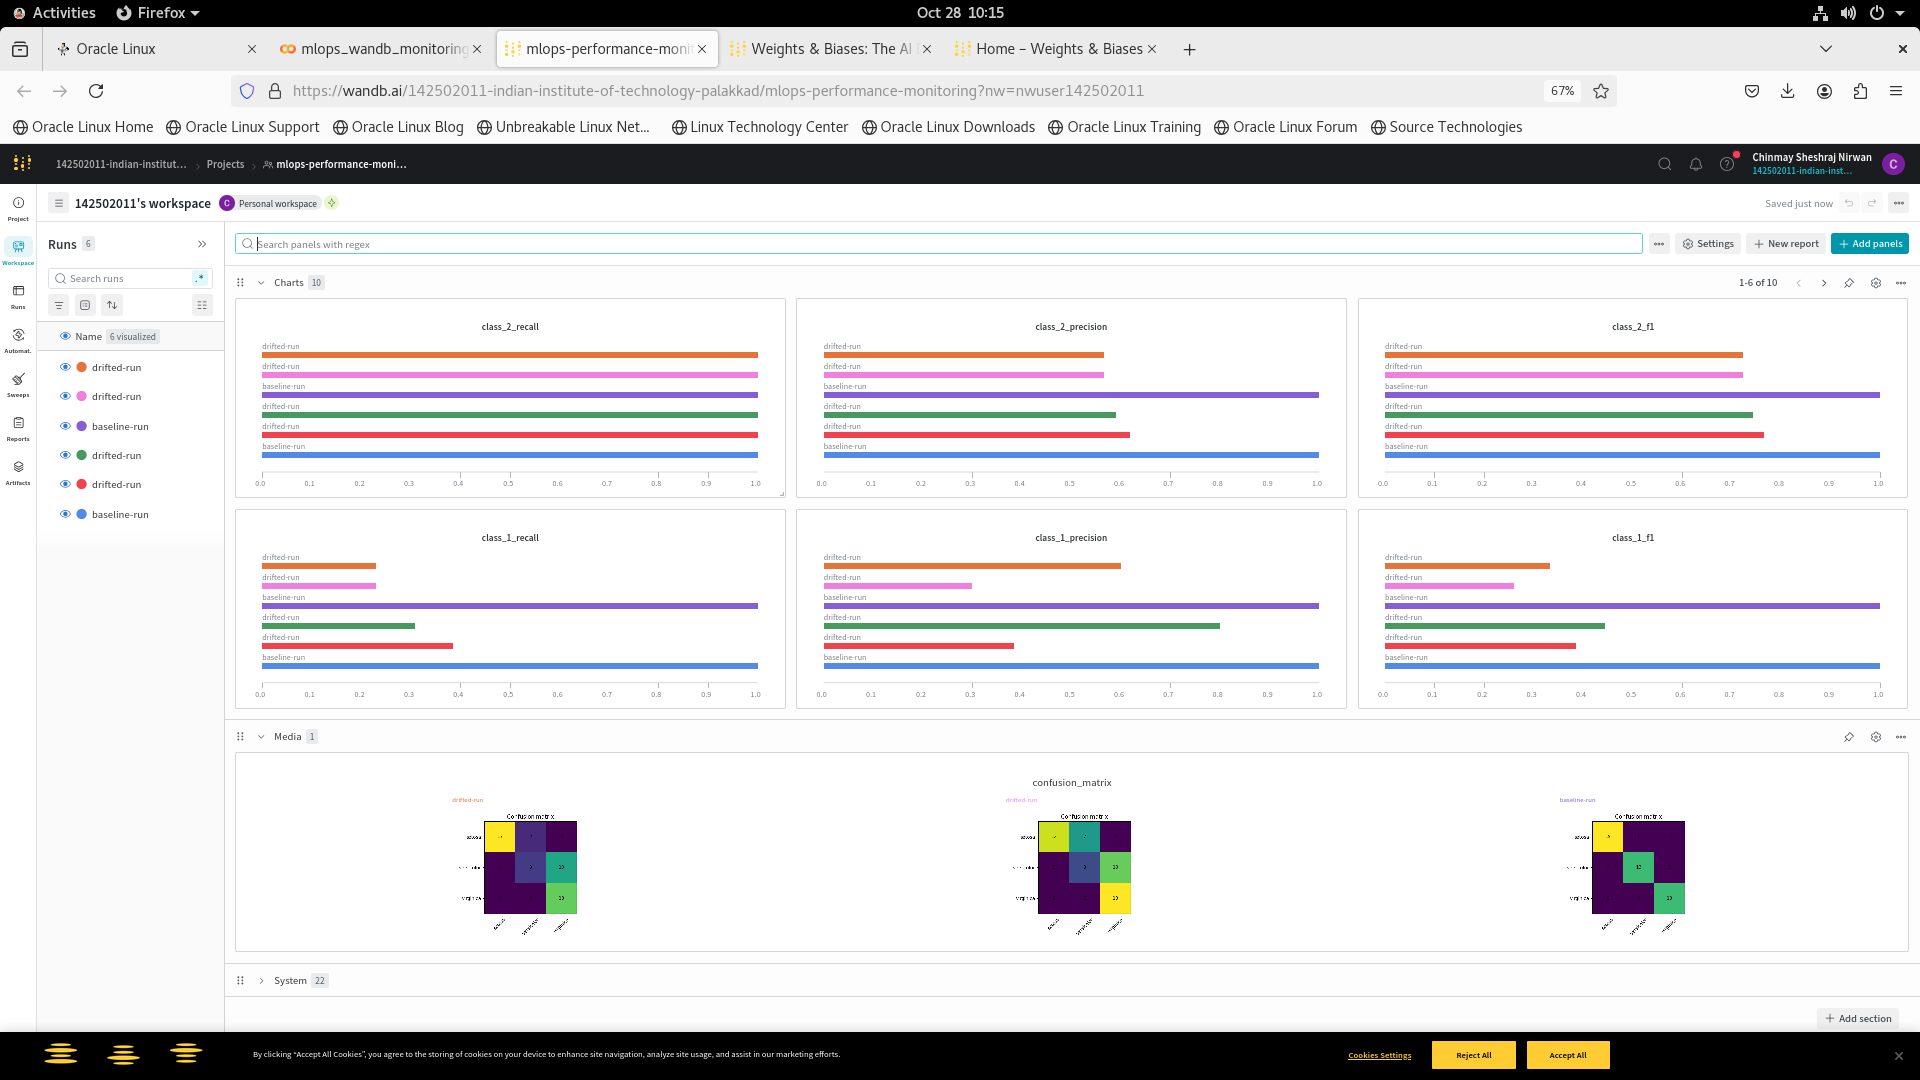 Activities
Firefox
Oct 28 10:15
Oracle Linux
mlops_wandb_monitoring
mlops-performance-moni
Weights & Biases: The AI
Home – Weights & Biases
https://wandb.ai/142502011-indian-institute-of-technology-palakkad/mlops-performance-monitoring?nw=nwuser142502011
67%
Oracle Linux Home
Oracle Linux Support
Oracle Linux Blog
Unbreakable Linux Net...
Linux Technology Center
Oracle Linux Downloads
Oracle Linux Training
Oracle Linux Forum
Source Technologies
142502011-indian-institut...
Projects
mlops-performance-moni...
Chinmay Sheshraj Nirwan
142502011-indian-inst...
C
Project
Workspace
Runs
Automat.
Sweeps
Reports
Artifacts
142502011's workspace
C
Personal workspace
Saved just now
Runs 6
Search runs
.*
Name
6 visualized
drifted-run
drifted-run
baseline-run
drifted-run
drifted-run
baseline-run
Search panels with regex
Settings
New report
Add panels
Charts 10
1-6 of 10
class_2_recall
drifted-run
drifted-run
baseline-run
drifted-run
drifted-run
baseline-run
0.0 0.1 0.2 0.3 0.4 0.5 0.6 0.7 0.8 0.9 1.0
class_2_precision
drifted-run
drifted-run
baseline-run
drifted-run
drifted-run
baseline-run
0.0 0.1 0.2 0.3 0.4 0.5 0.6 0.7 0.8 0.9 1.0
class_2_f1
drifted-run
drifted-run
baseline-run
drifted-run
drifted-run
baseline-run
0.0 0.1 0.2 0.3 0.4 0.5 0.6 0.7 0.8 0.9 1.0
class_1_recall
drifted-run
drifted-run
baseline-run
drifted-run
drifted-run
baseline-run
0.0 0.1 0.2 0.3 0.4 0.5 0.6 0.7 0.8 0.9 1.0
class_1_precision
drifted-run
drifted-run
baseline-run
drifted-run
drifted-run
baseline-run
0.0 0.1 0.2 0.3 0.4 0.5 0.6 0.7 0.8 0.9 1.0
class_1_f1
drifted-run
drifted-run
baseline-run
drifted-run
drifted-run
baseline-run
0.0 0.1 0.2 0.3 0.4 0.5 0.6 0.7 0.8 0.9 1.0
Media 1
confusion_matrix
drifted-run
Confusion matrix
drifted-run
Confusion matrix
baseline-run
Confusion matrix
System 22
Add section
By clicking “Accept All Cookies”, you agree to the storing of cookies on your device to enhance site navigation, analyze site usage, and assist in our marketing efforts.
Cookies Settings
Reject All
Accept All